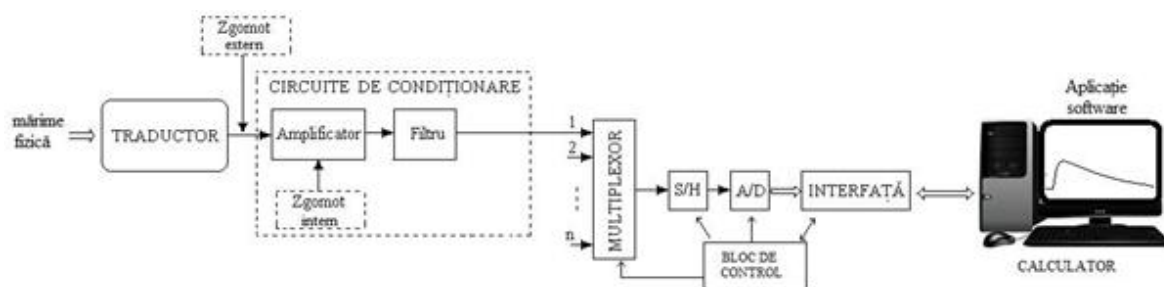 Zgomot
extern
CIRCUITE DE CONDIȚIONARE
mărime
fizică
TRADUCTOR
Amplificator
Filtru
Zgomot
intern
1
2
n
MULTIPLEXOR
S/H
A/D
INTERFAȚĂ
BLOC DE
CONTROL
Aplicație
software
CALCULATOR